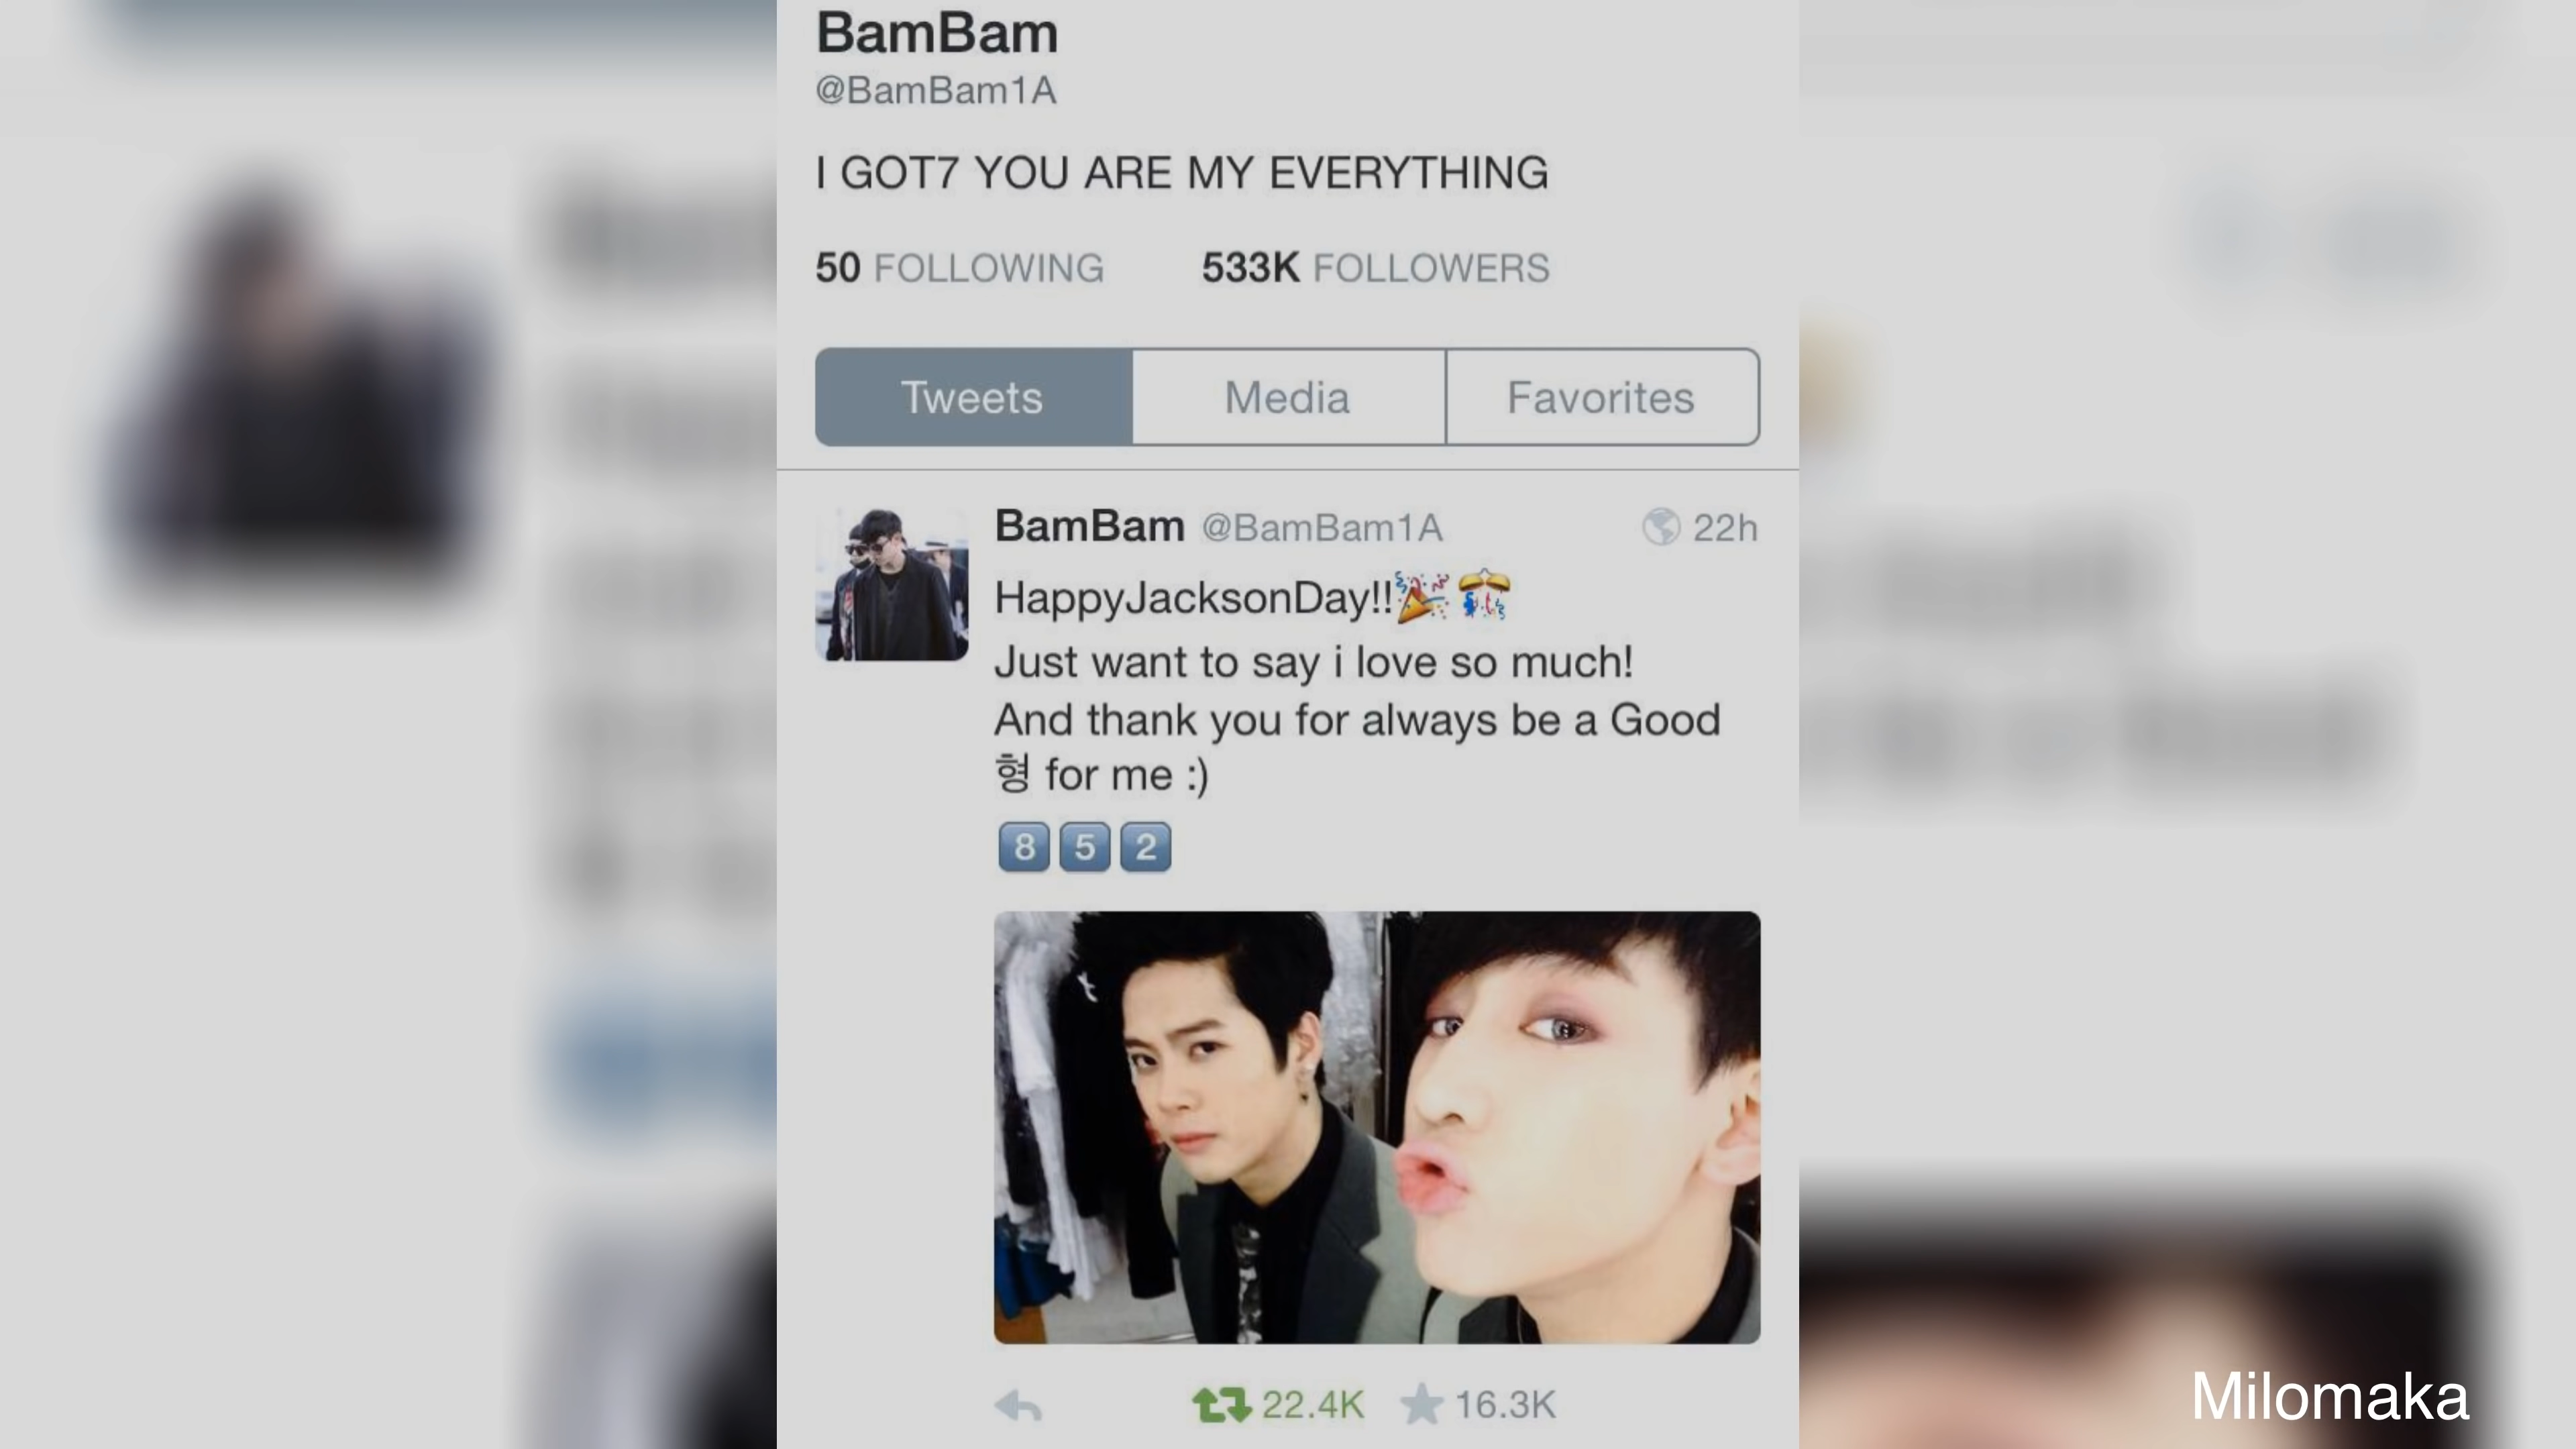 BamBam
@BamBam1A
I GOT7 YOU ARE MY EVERYTHING
50 FOLLOWING 533K FOLLOWERS
Tweets Media Favorites
BamBam @BamBam1A 22h
HappyJacksonDay!!🎉🎊
Just want to say i love so much!
And thank you for always be a Good
형 for me :)
8️⃣5️⃣2️⃣
22.4K 16.3K
Milomaka